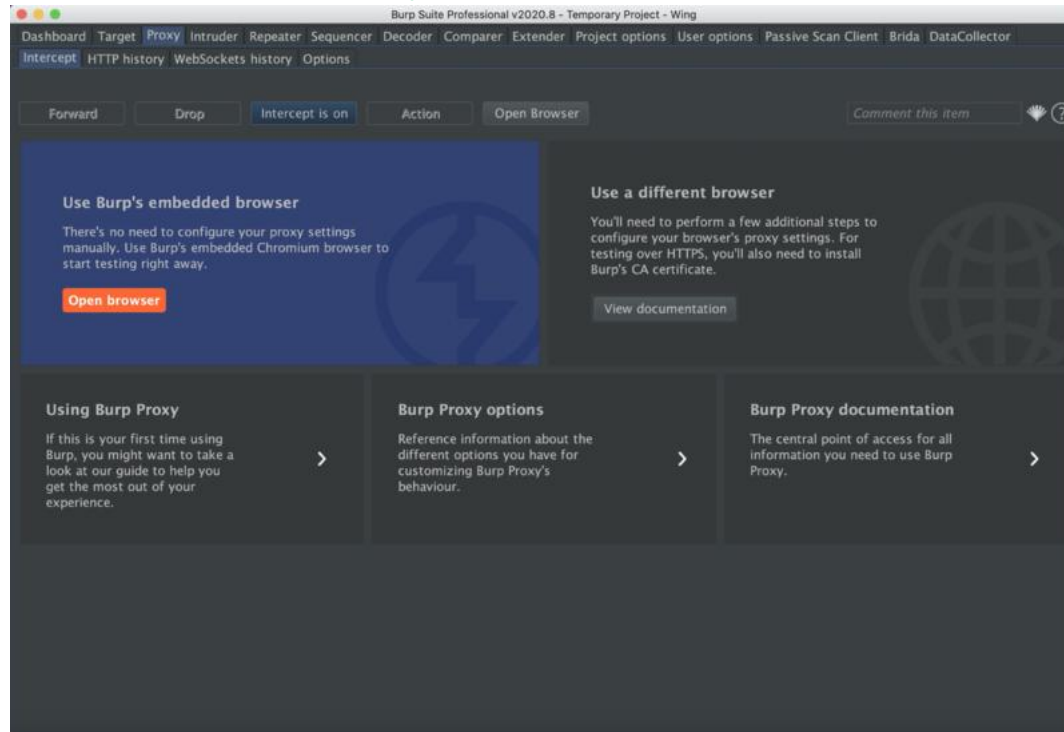 Burp Suite Professional v2020.8 - Temporary Project - Wing
Dashboard Target Proxy Intruder Repeater Sequencer Decoder Comparer Extender Project options User options Passive Scan Client Brida DataCollector
Intercept HTTP history WebSockets history Options
Forward Drop Intercept is on Action Open Browser Comment this item ?
Use Burp's embedded browser
There's no need to configure your proxy settings
manually. Use Burp's embedded Chromium browser to
start testing right away.
Open browser
Use a different browser
You'll need to perform a few additional steps to
configure your browser's proxy settings. For
testing over HTTPS, you'll also need to install
Burp's CA certificate.
View documentation
Using Burp Proxy
If this is your first time using
Burp, you might want to take a
look at our guide to help you
get the most out of your
experience.
Burp Proxy options
Reference information about the
different options you have for
customizing Burp Proxy's
behaviour.
Burp Proxy documentation
The central point of access for all
information you need to use Burp
Proxy.